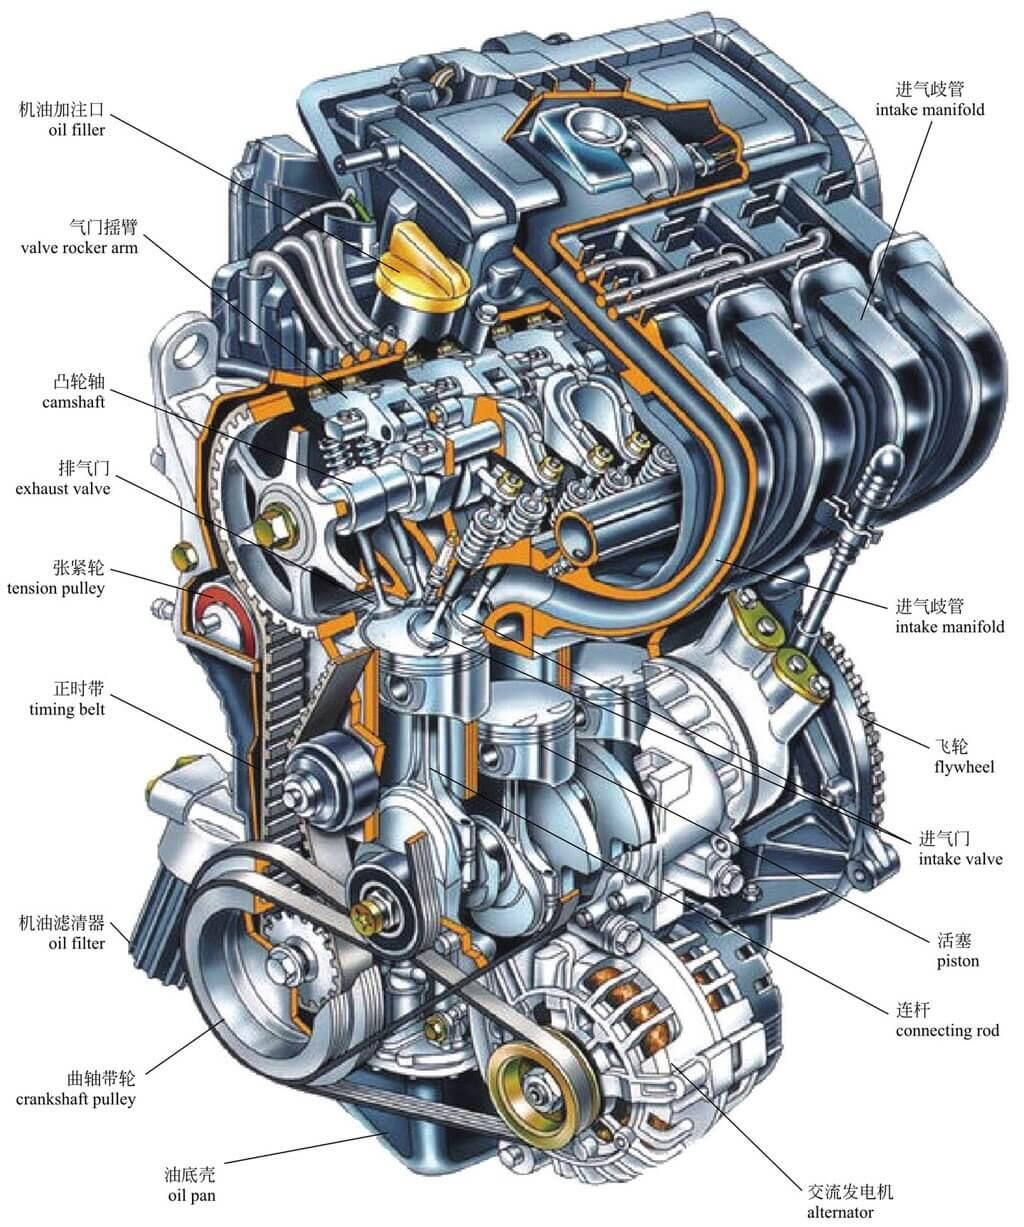 机油加注口
oil filler
气门摇臂
valve rocker arm
凸轮轴
camshaft
排气门
exhaust valve
张紧轮
tension pulley
正时带
timing belt
机油滤清器
oil filter
曲轴带轮
crankshaft pulley
油底壳
oil pan
进气歧管
intake manifold
进气歧管
intake manifold
飞轮
flywheel
进气门
intake valve
活塞
piston
连杆
connecting rod
交流发电机
alternator